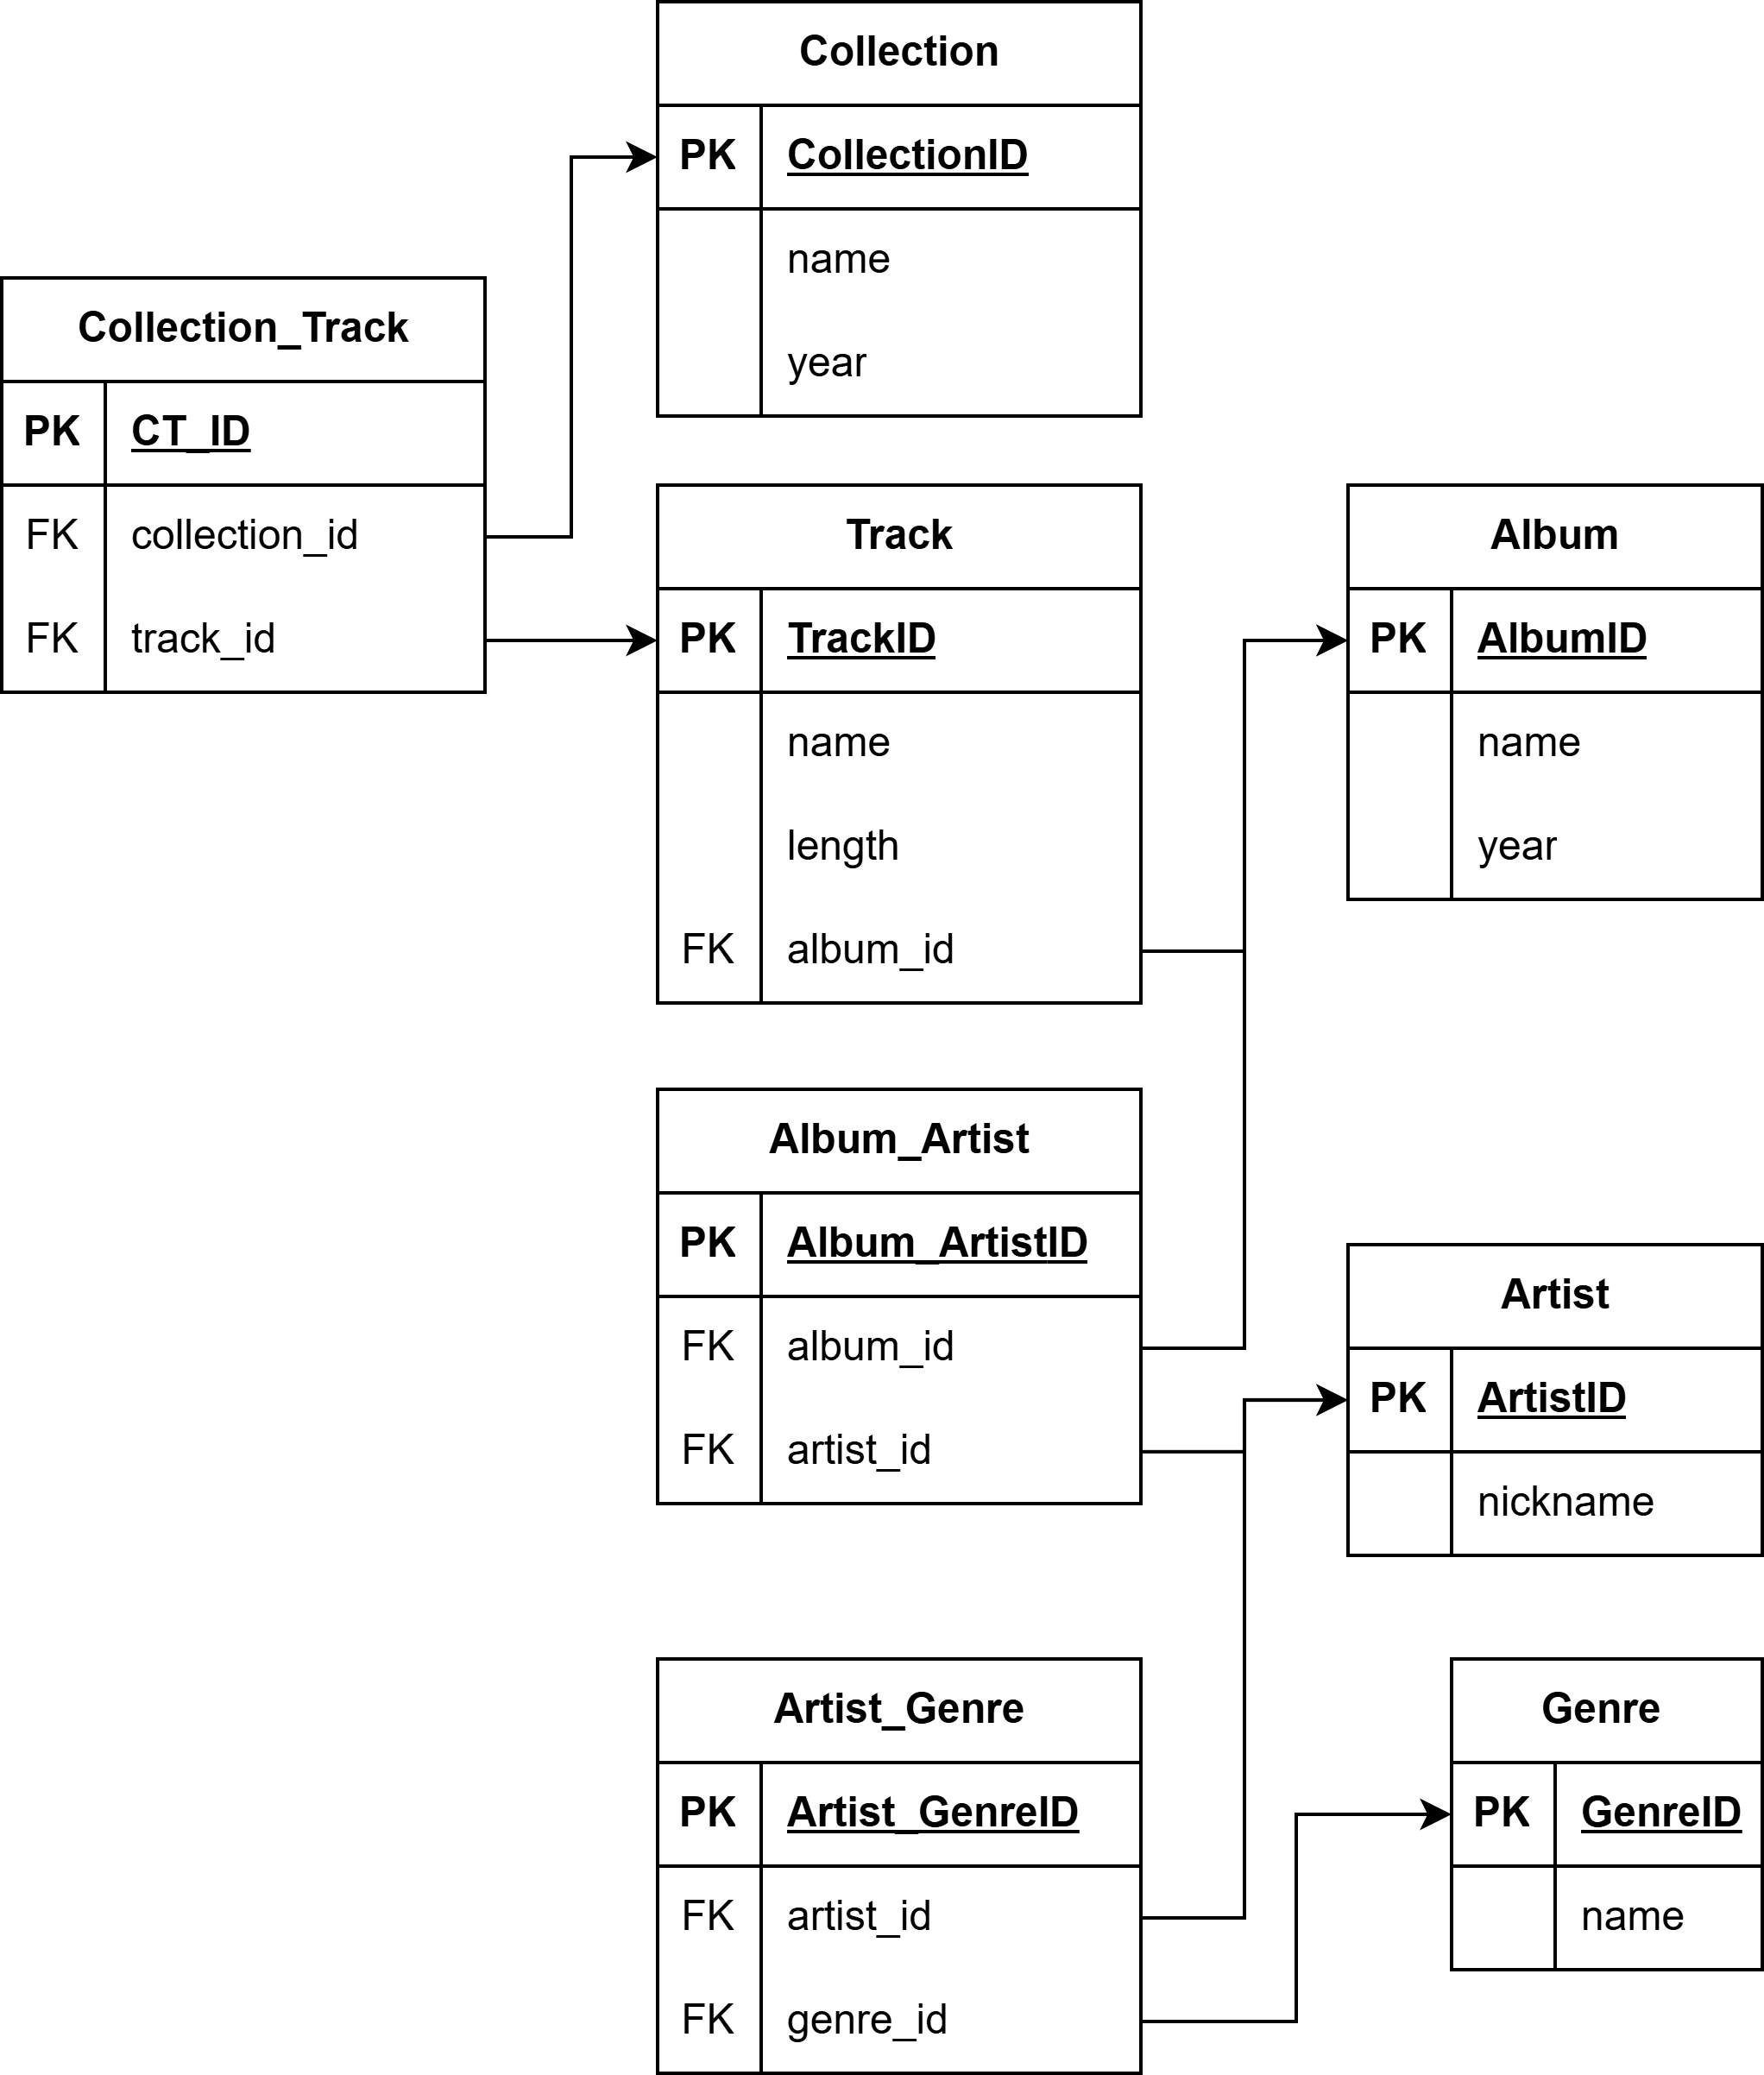 Collection
PK CollectionID
name
year
Collection_Track
PK CT_ID
FK collection_id
FK track_id
Track
PK TrackID
name
length
FK album_id
Album
PK AlbumID
name
year
Album_Artist
PK Album_ArtistID
FK album_id
FK artist_id
Artist
PK ArtistID
nickname
Artist_Genre
PK Artist_GenreID
FK artist_id
FK genre_id
Genre
PK GenreID
name